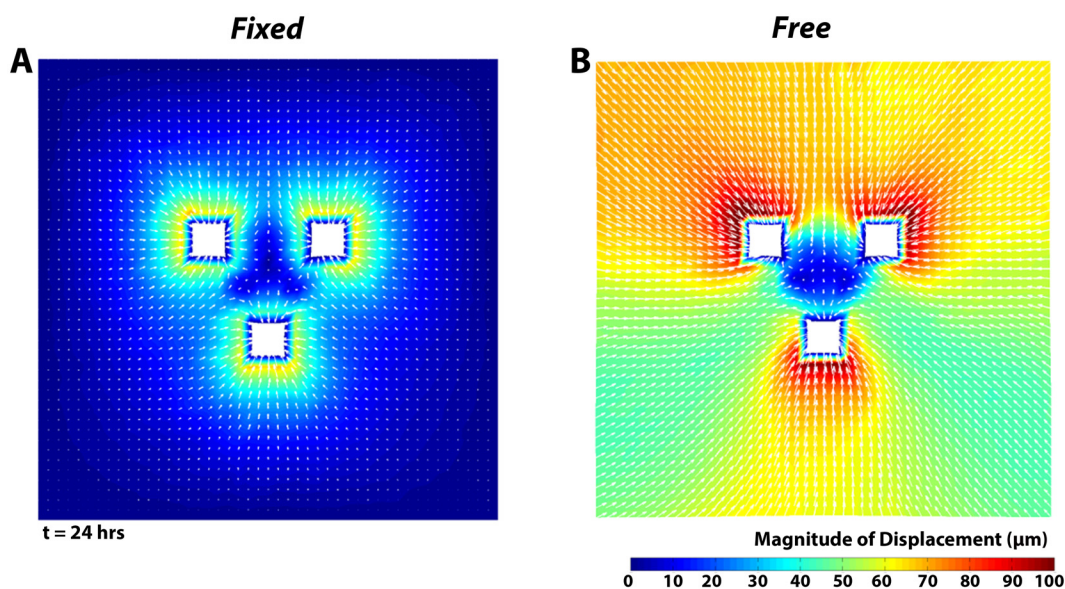 Fixed
Free
A
B
t = 24 hrs
Magnitude of Displacement (μm)
0 10 20 30 40 50 60 70 80 90 100